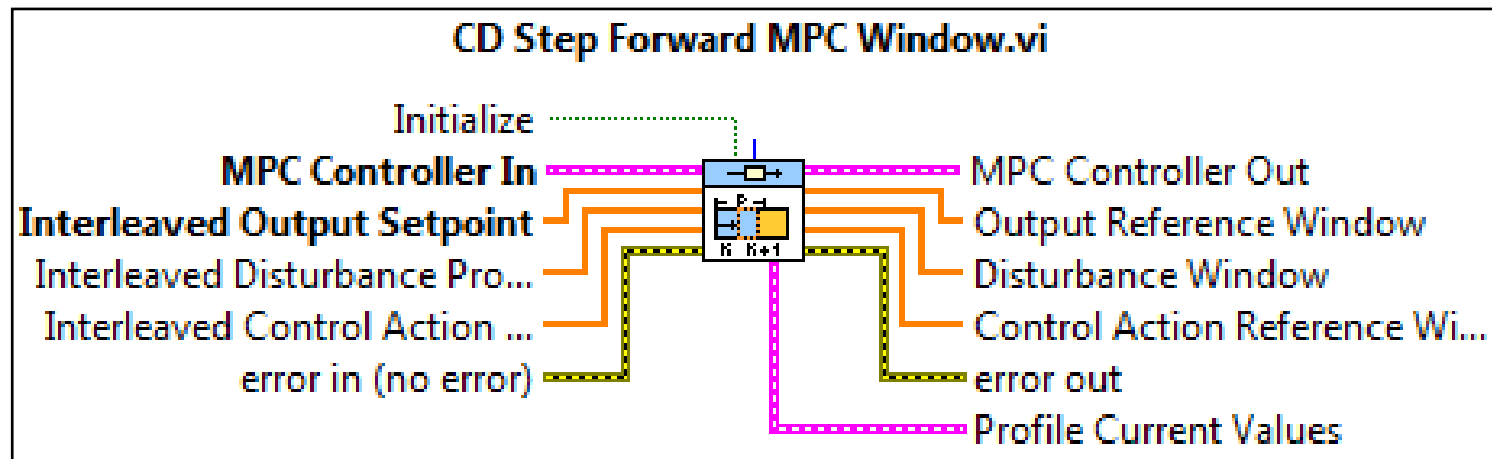 CD Step Forward MPC Window.vi
Initialize
MPC Controller In
Interleaved Output Setpoint
Interleaved Disturbance Pro...
Interleaved Control Action ...
error in (no error)
P
K K+1
MPC Controller Out
Output Reference Window
Disturbance Window
Control Action Reference Wi...
error out
Profile Current Values